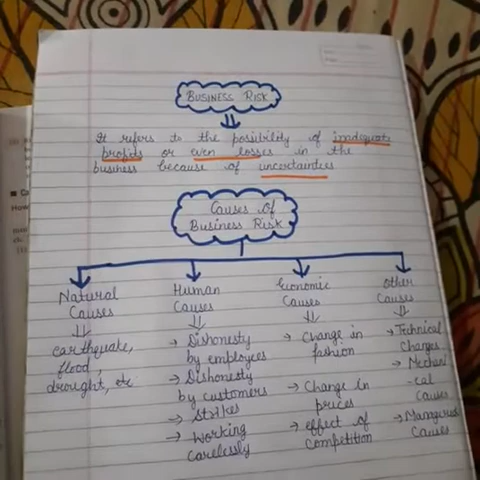 BUSINESS RISK
It refers to the possibility of inadequate
profits or even losses in the
business because of uncertainties
Causes of
Business Risk
Natural
Causes
earthquake,
flood,
drought, etc
Human
Causes
→ Dishonesty
by employees
→ Dishonesty
by customers
→ Strikes
→ Working
carelessly
Economic
Causes
→ Change in
fashion
→ Change in
prices
→ effect of
competition
Other
Causes
→ Technical
Changes
→ Mechani
-cal
causes
→ Managerial
Causes